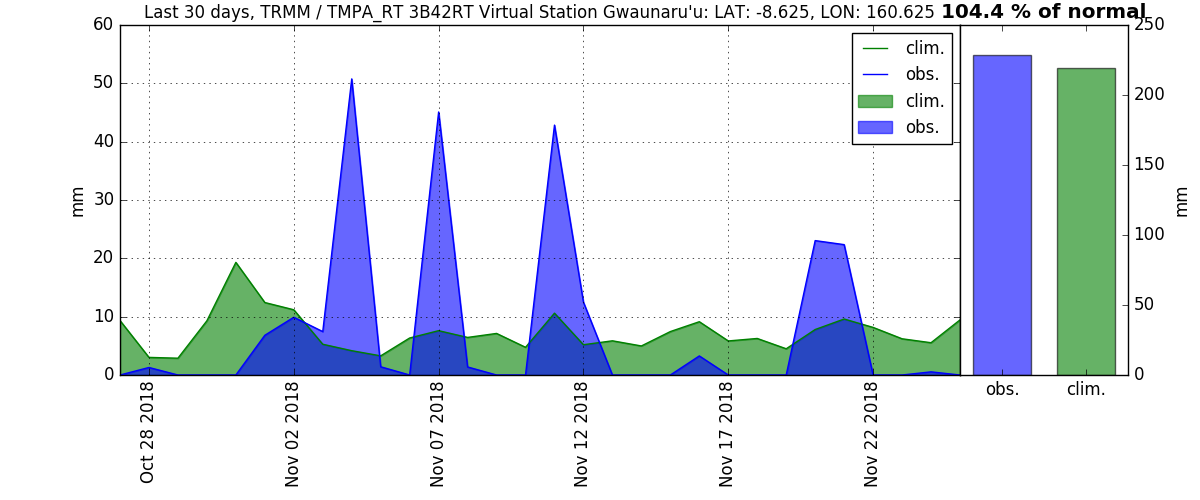 Last 30 days, TRMM / TMPA_RT 3B42RT Virtual Station Gwaunaru'u: LAT: -8.625, LON: 160.625 104.4 % of normal
60
50
40
30
20
10
0
mm
clim.
obs.
clim.
obs.
Oct 28 2018
Nov 02 2018
Nov 07 2018
Nov 12 2018
Nov 17 2018
Nov 22 2018
250
200
150
100
50
0
mm
obs.
clim.